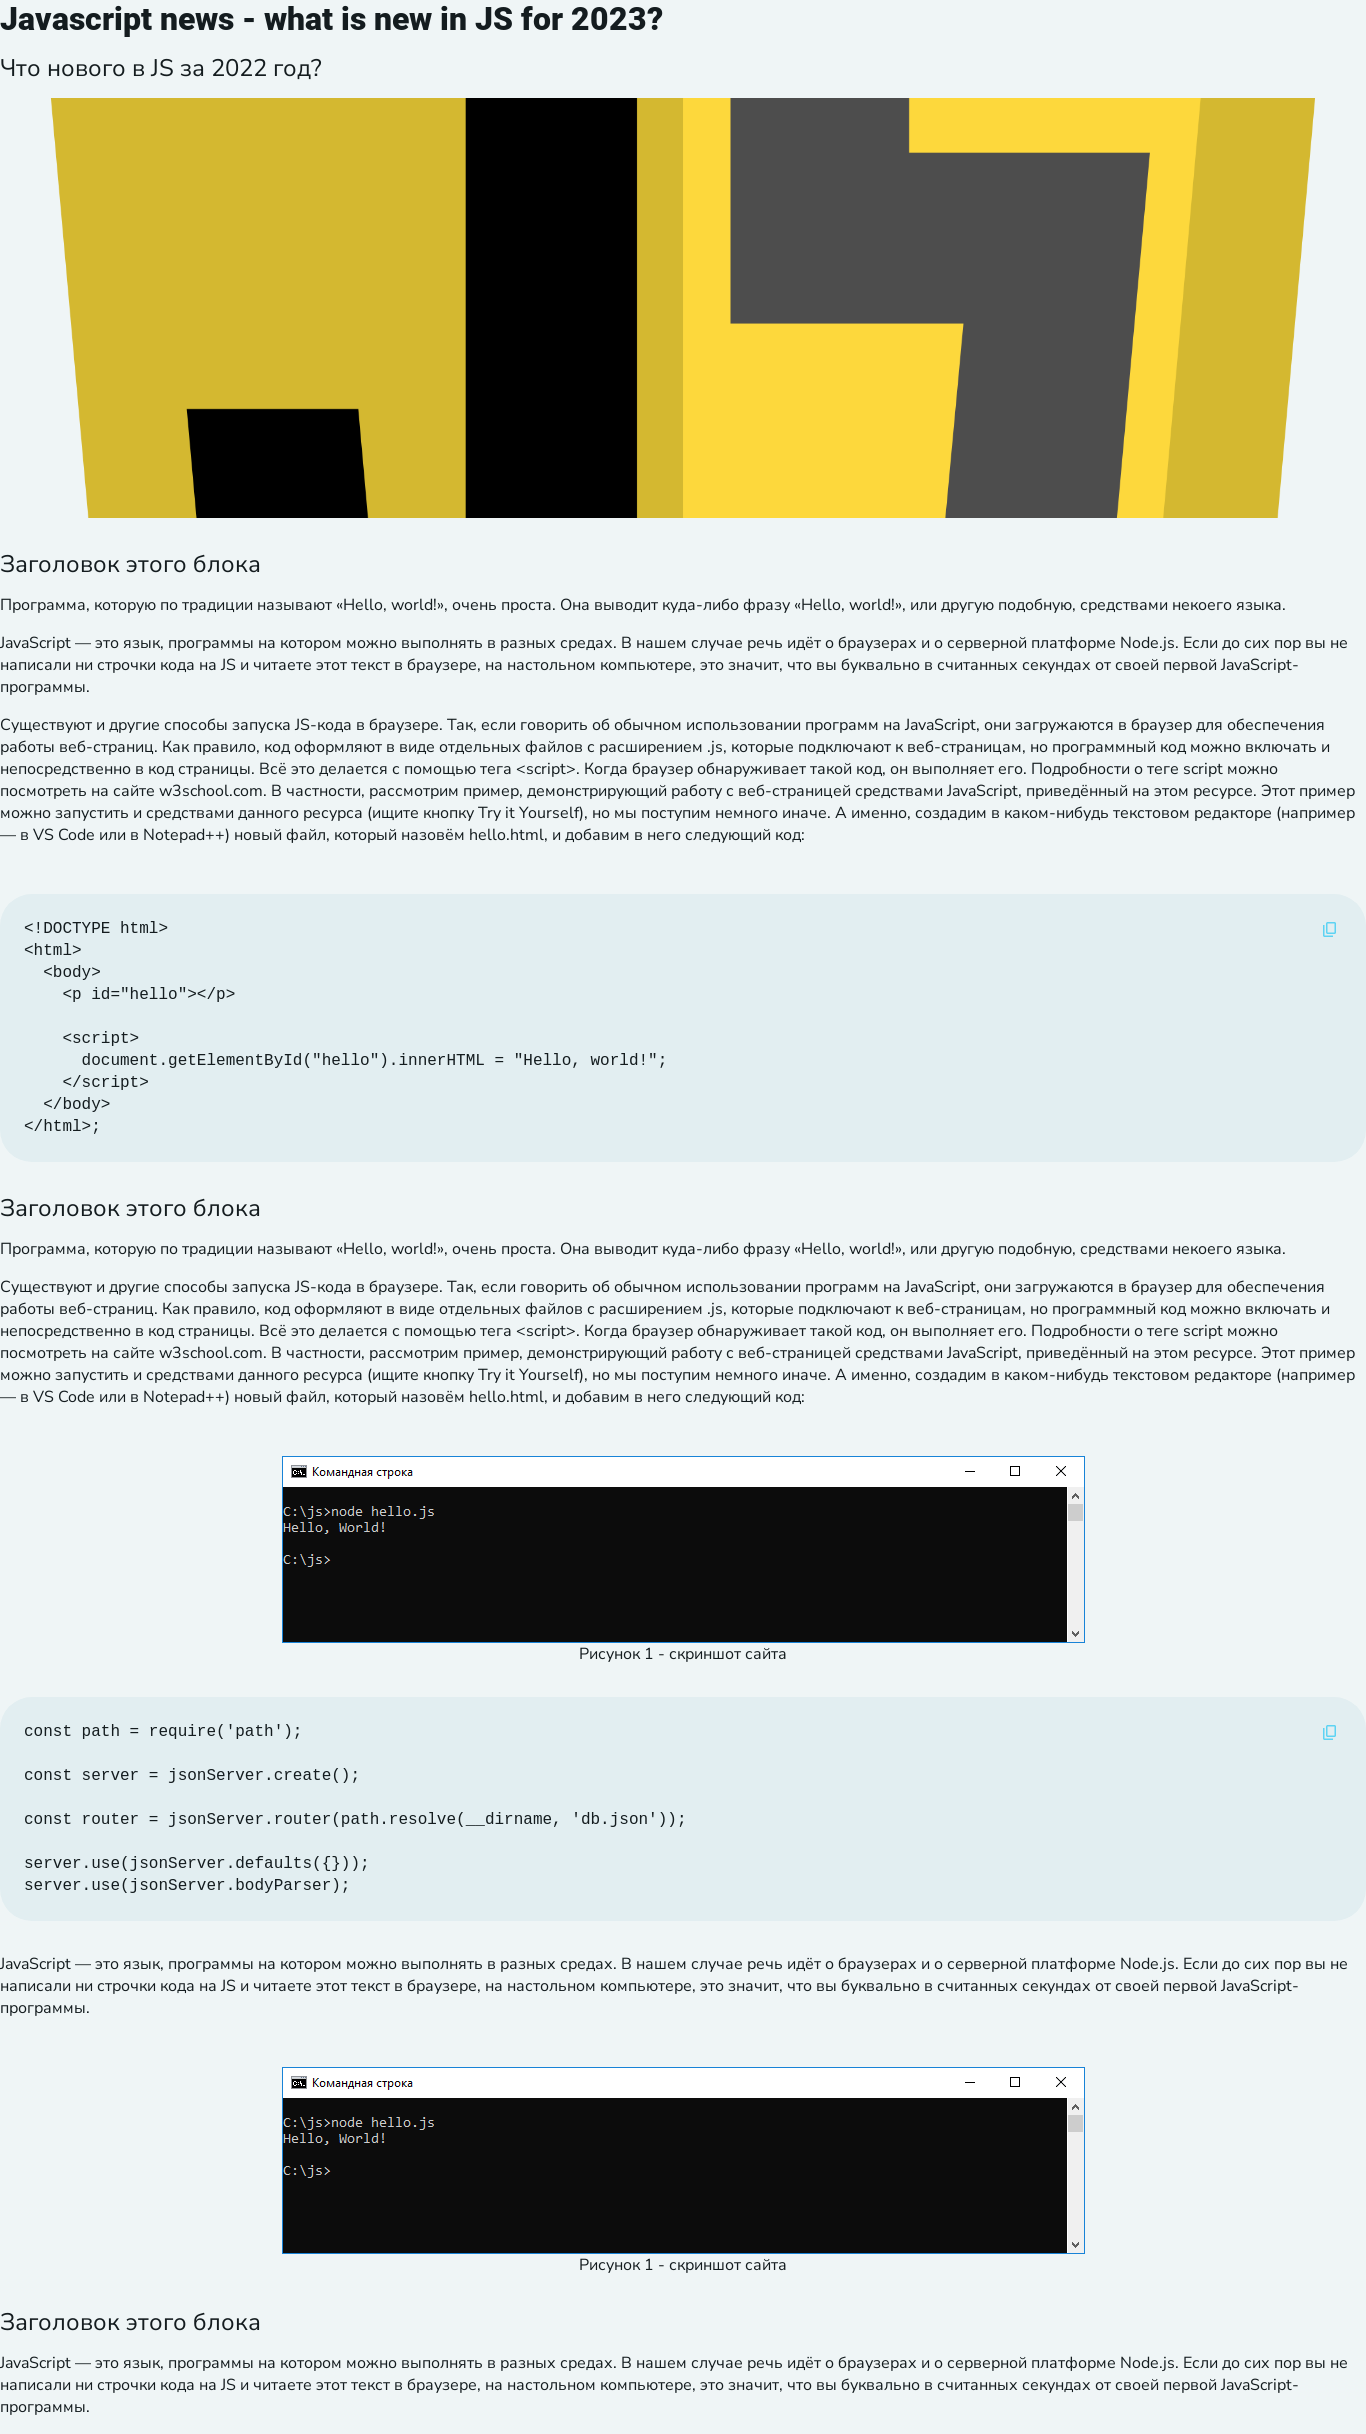 Javascript news - what is new in JS for 2023?
Что нового в JS за 2022 год?
Заголовок этого блока
Программа, которую по традиции называют «Hello, world!», очень проста. Она выводит куда-либо фразу «Hello, world!», или другую подобную, средствами некоего языка.
JavaScript — это язык, программы на котором можно выполнять в разных средах. В нашем случае речь идёт о браузерах и о серверной платформе Node.js. Если до сих пор вы не
написали ни строчки кода на JS и читаете этот текст в браузере, на настольном компьютере, это значит, что вы буквально в считанных секундах от своей первой JavaScript-
программы.
Существуют и другие способы запуска JS-кода в браузере. Так, если говорить об обычном использовании программ на JavaScript, они загружаются в браузер для обеспечения
работы веб-страниц. Как правило, код оформляют в виде отдельных файлов с расширением .js, которые подключают к веб-страницам, но программный код можно включать и
непосредственно в код страницы. Всё это делается с помощью тега <script>. Когда браузер обнаруживает такой код, он выполняет его. Подробности о теге script можно
посмотреть на сайте w3school.com. В частности, рассмотрим пример, демонстрирующий работу с веб-страницей средствами JavaScript, приведённый на этом ресурсе. Этот пример
можно запустить и средствами данного ресурса (ищите кнопку Try it Yourself), но мы поступим немного иначе. А именно, создадим в каком-нибудь текстовом редакторе (например
— в VS Code или в Notepad++) новый файл, который назовём hello.html, и добавим в него следующий код:
<!DOCTYPE html>
<html>
  <body>
    <p id="hello"></p>
    <script>
      document.getElementById("hello").innerHTML = "Hello, world!";
    </script>
  </body>
</html>;
Заголовок этого блока
Программа, которую по традиции называют «Hello, world!», очень проста. Она выводит куда-либо фразу «Hello, world!», или другую подобную, средствами некоего языка.
Существуют и другие способы запуска JS-кода в браузере. Так, если говорить об обычном использовании программ на JavaScript, они загружаются в браузер для обеспечения
работы веб-страниц. Как правило, код оформляют в виде отдельных файлов с расширением .js, которые подключают к веб-страницам, но программный код можно включать и
непосредственно в код страницы. Всё это делается с помощью тега <script>. Когда браузер обнаруживает такой код, он выполняет его. Подробности о теге script можно
посмотреть на сайте w3school.com. В частности, рассмотрим пример, демонстрирующий работу с веб-страницей средствами JavaScript, приведённый на этом ресурсе. Этот пример
можно запустить и средствами данного ресурса (ищите кнопку Try it Yourself), но мы поступим немного иначе. А именно, создадим в каком-нибудь текстовом редакторе (например
— в VS Code или в Notepad++) новый файл, который назовём hello.html, и добавим в него следующий код:
Командная строка
C:\js>node hello.js
Hello, World!
C:\js>
Рисунок 1 - скриншот сайта
const path = require('path');
const server = jsonServer.create();
const router = jsonServer.router(path.resolve(__dirname, 'db.json'));
server.use(jsonServer.defaults({}));
server.use(jsonServer.bodyParser);
JavaScript — это язык, программы на котором можно выполнять в разных средах. В нашем случае речь идёт о браузерах и о серверной платформе Node.js. Если до сих пор вы не
написали ни строчки кода на JS и читаете этот текст в браузере, на настольном компьютере, это значит, что вы буквально в считанных секундах от своей первой JavaScript-
программы.
Командная строка
C:\js>node hello.js
Hello, World!
C:\js>
Рисунок 1 - скриншот сайта
Заголовок этого блока
JavaScript — это язык, программы на котором можно выполнять в разных средах. В нашем случае речь идёт о браузерах и о серверной платформе Node.js. Если до сих пор вы не
написали ни строчки кода на JS и читаете этот текст в браузере, на настольном компьютере, это значит, что вы буквально в считанных секундах от своей первой JavaScript-
программы.